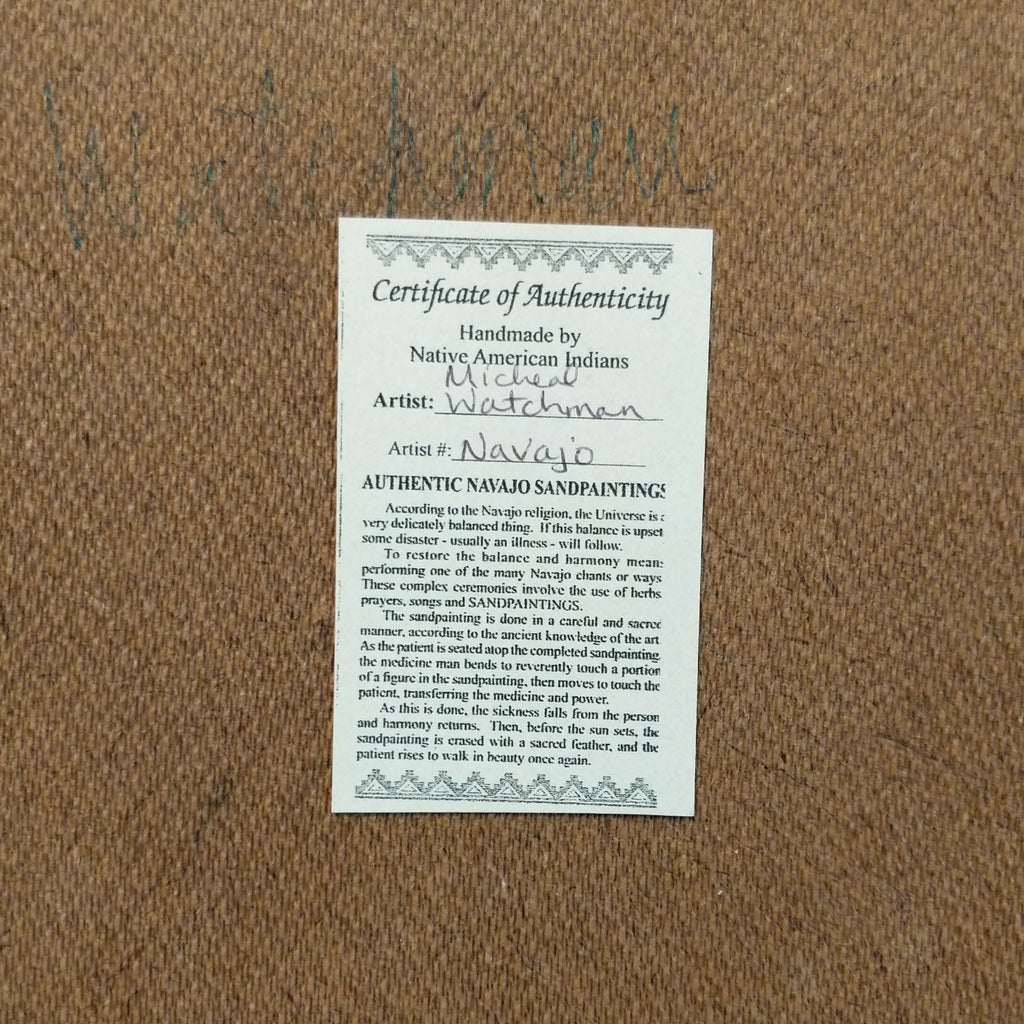 Watchman
Certificate of Authenticity
Handmade by
Native American Indians
Micheal
Artist: Watchman
Artist #: Navajo
AUTHENTIC NAVAJO SANDPAINTINGS
According to the Navajo religion, the Universe is a
very delicately balanced thing. If this balance is upset
some disaster - usually an illness - will follow.
To restore the balance and harmony means
performing one of the many Navajo chants or ways
These complex ceremonies involve the use of herbs
prayers, songs and SANDPAINTINGS.
The sandpainting is done in a careful and sacred
manner, according to the ancient knowledge of the art
As the patient is seated atop the completed sandpainting,
the medicine man bends to reverently touch a portion
of a figure in the sandpainting, then moves to touch the
patient, transferring the medicine and power.
As this is done, the sickness falls from the person
and harmony returns. Then, before the sun sets, the
sandpainting is erased with a sacred feather, and the
patient rises to walk in beauty once again.